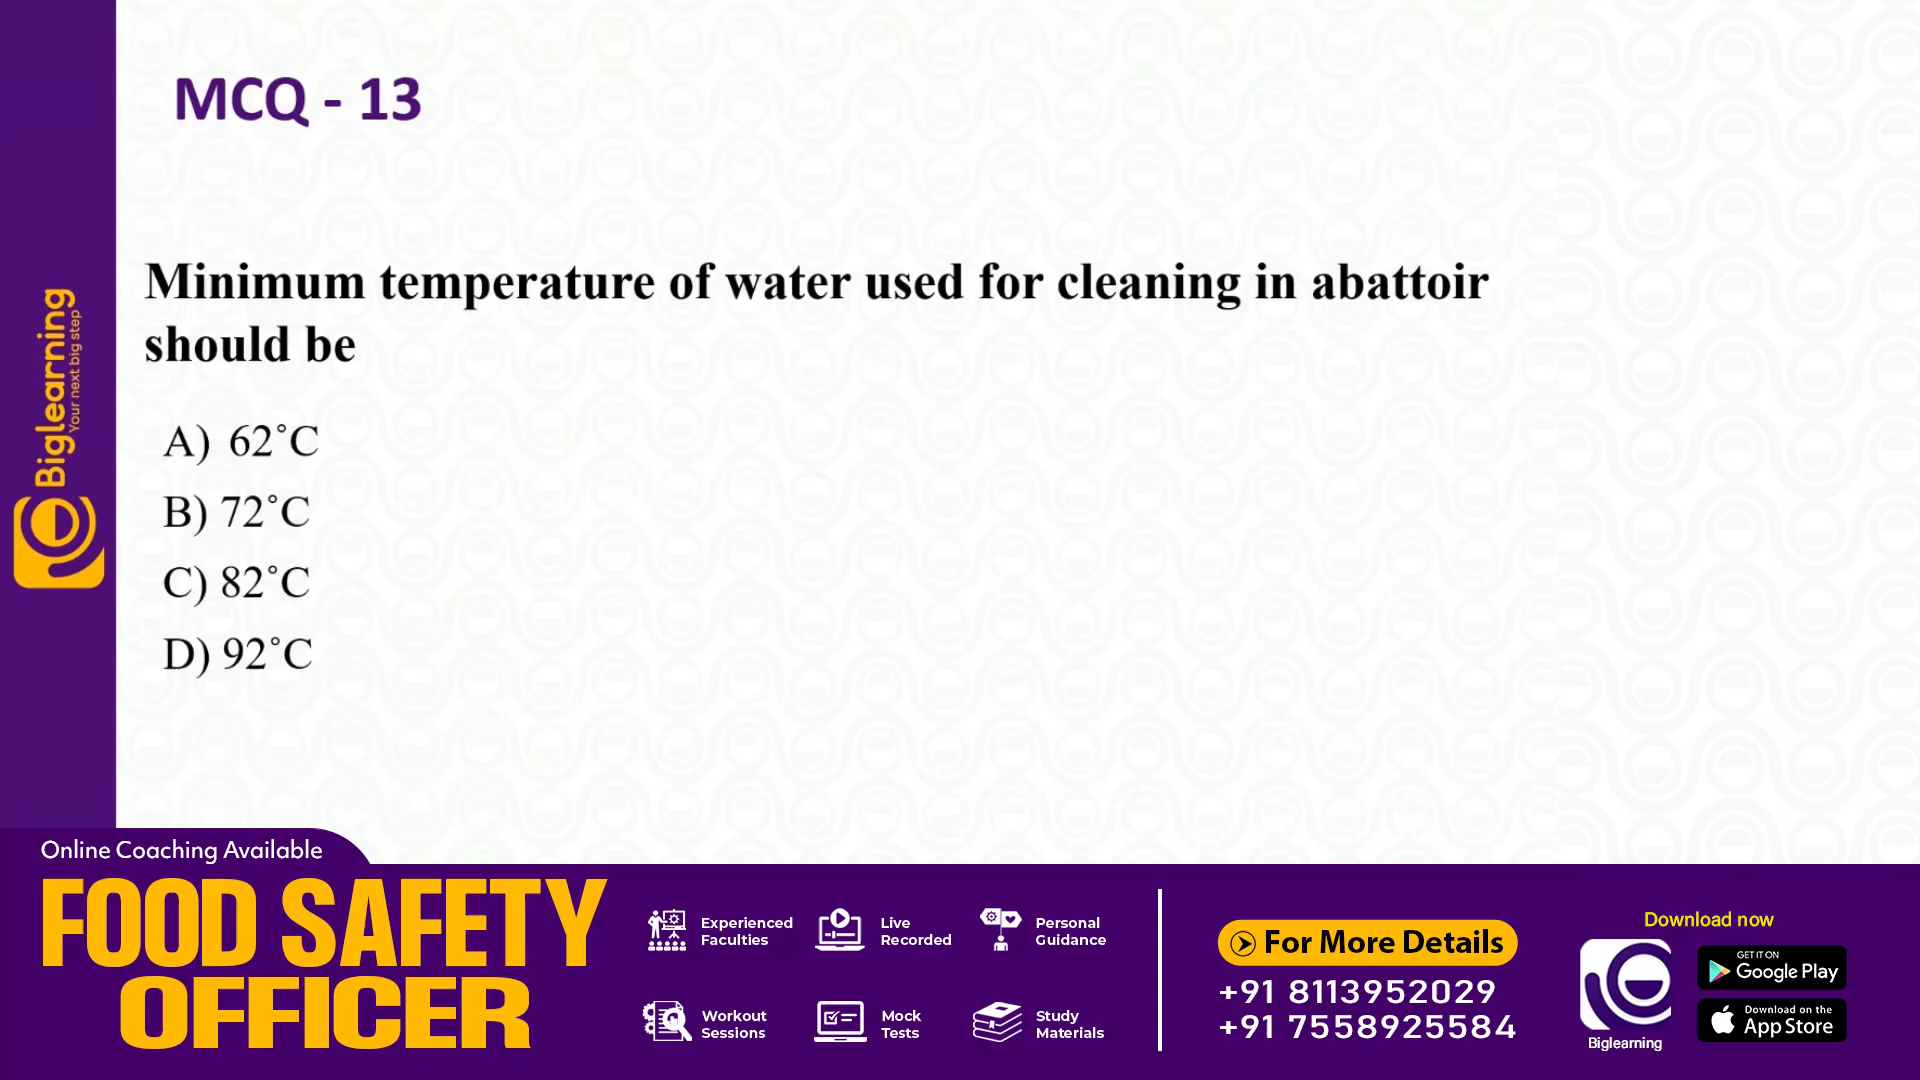 MCQ - 13
Minimum temperature of water used for cleaning in abattoir
should be
A) 62˚C
B) 72˚C
C) 82˚C
D) 92˚C
Biglearning
Your next big step
Online Coaching Available
FOOD SAFETY
OFFICER
Experienced
Faculties
Live
Recorded
Personal
Guidance
Workout
Sessions
Mock
Tests
Study
Materials
For More Details
+91 8113952029
+91 7558925584
Download now
Biglearning
GET IT ON
Google Play
Download on the
App Store